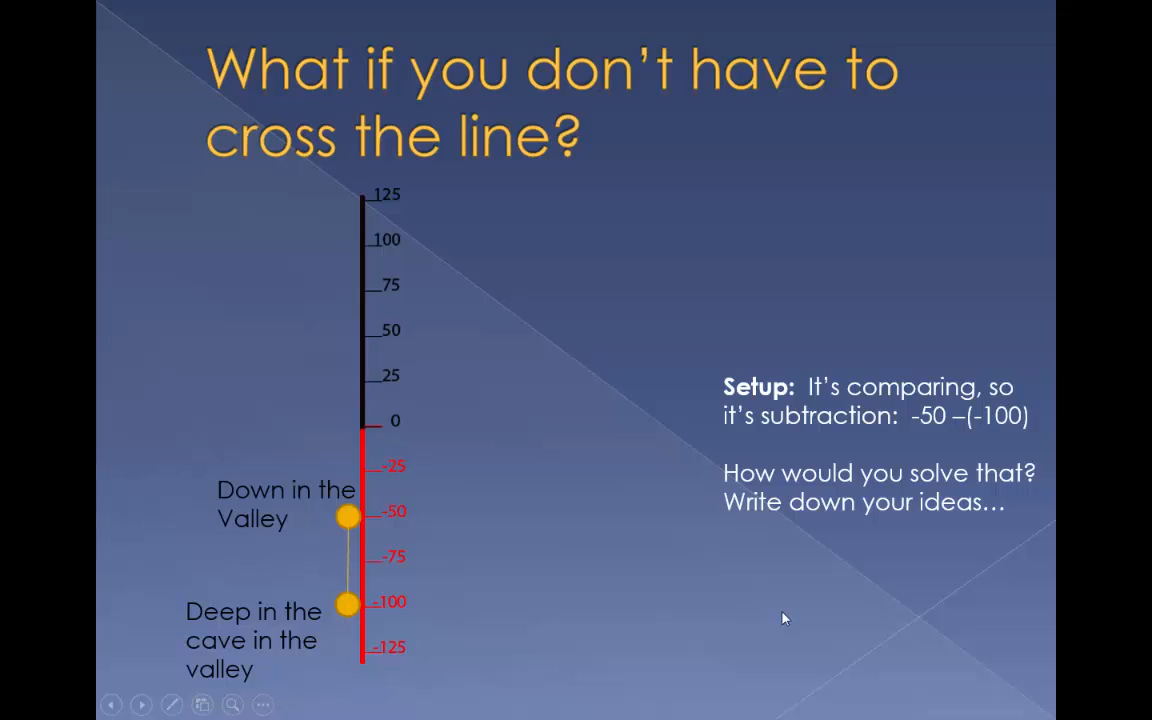 What if you don't have to
cross the line?
125
100
75
50
25
0
-25
Down in the
Valley
-50
-75
Deep in the
cave in the
valley
-100
-125
Setup: It's comparing, so
it's subtraction: -50 –(-100)
How would you solve that?
Write down your ideas…